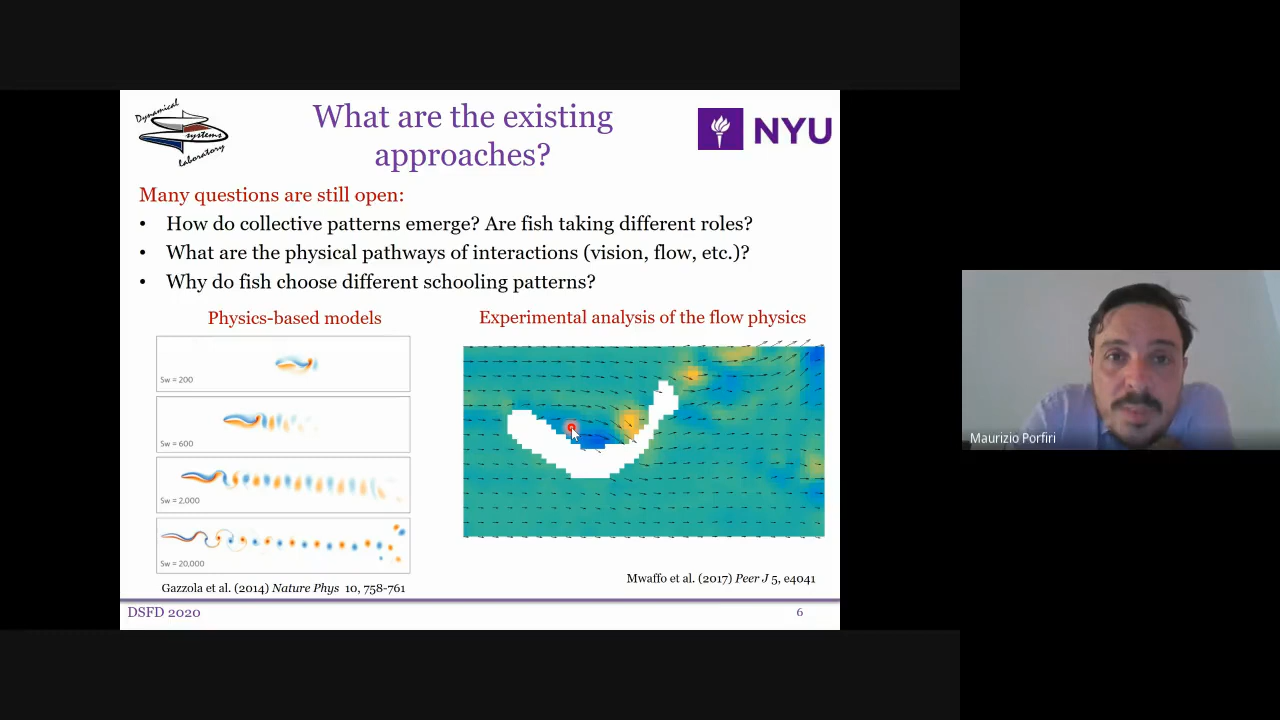 Dynamical
systems
Laboratory
What are the existing
approaches?
NYU
Many questions are still open:
• How do collective patterns emerge? Are fish taking different roles?
• What are the physical pathways of interactions (vision, flow, etc.)?
• Why do fish choose different schooling patterns?
Physics-based models
Experimental analysis of the flow physics
Sw = 200
Sw = 600
Sw = 2,000
Sw = 20,000
Gazzola et al. (2014) Nature Phys 10, 758-761
Mwaffo et al. (2017) Peer J 5, e4041
DSFD 2020
6
Maurizio Porfiri